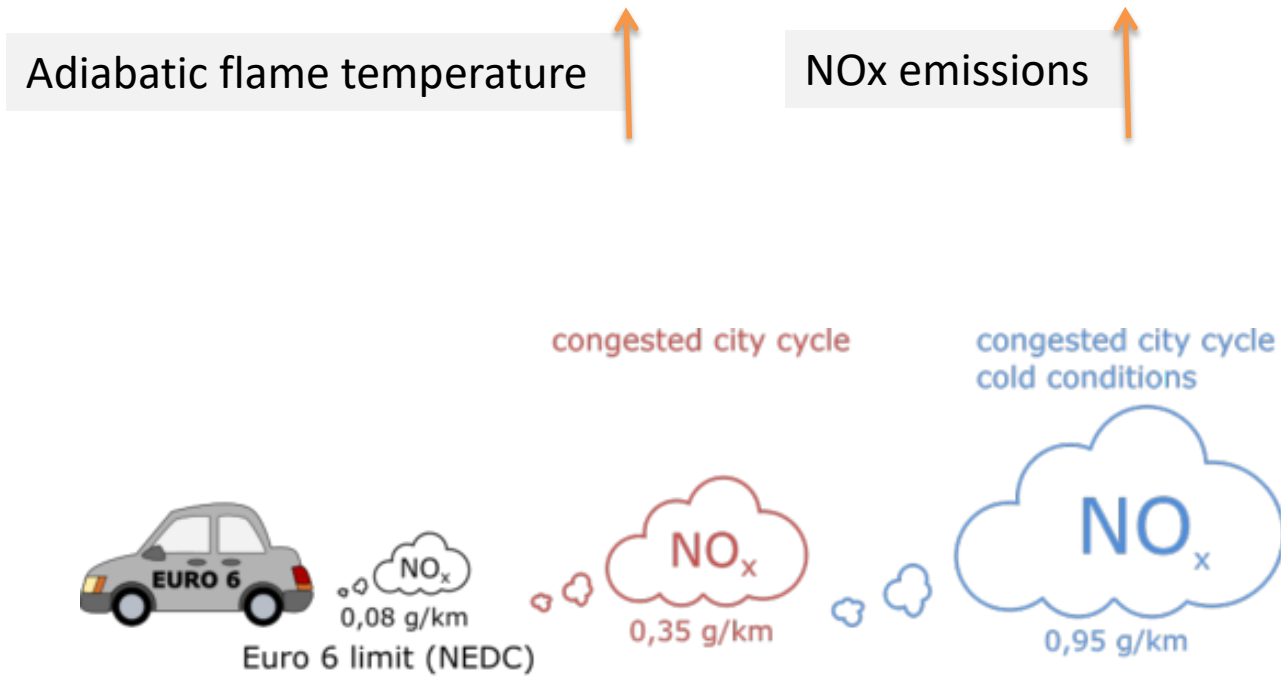 Adiabatic flame temperature
NOx emissions
congested city cycle
congested city cycle
cold conditions
EURO 6
NOx
0,08 g/km
Euro 6 limit (NEDC)
NOx
0,35 g/km
NOx
0,95 g/km